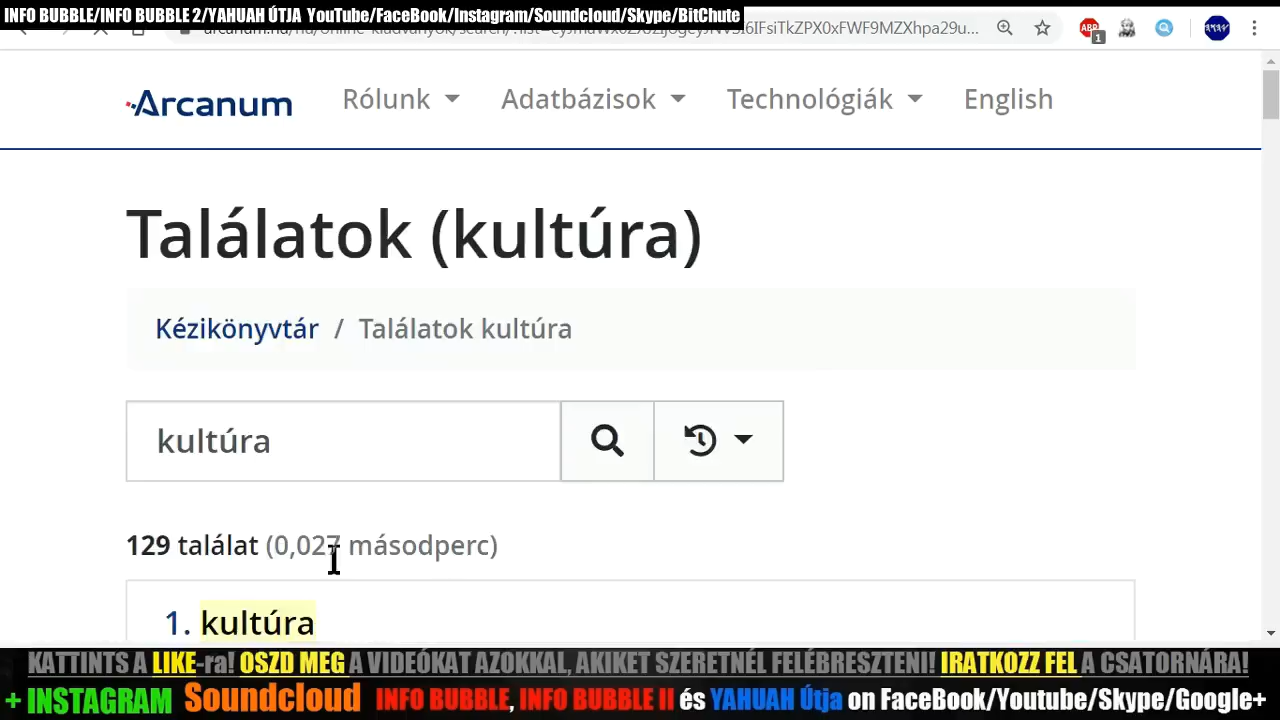 INFO BUBBLE/INFO BUBBLE 2/YAHUAH ÚTJA YouTube/FaceBook/Instagram/Soundcloud/Skype/BitChute
ABP
1
Arcanum Rólunk Adatbázisok Technológiák English
Találatok (kultúra)
Kézikönyvtár / Találatok kultúra
kultúra
129 találat (0,027 másodperc)
1. kultúra
KATTINTS A LIKE-ra! OSZD MEG A VIDEÓKAT AZOKKAL, AKIKET SZERETNÉL FELÉBRESZTENI! IRATKOZZ FEL A CSATORNÁRA!
+ INSTAGRAM Soundcloud INFO BUBBLE, INFO BUBBLE II és YAHUAH Útja on FaceBook/Youtube/Skype/Google+